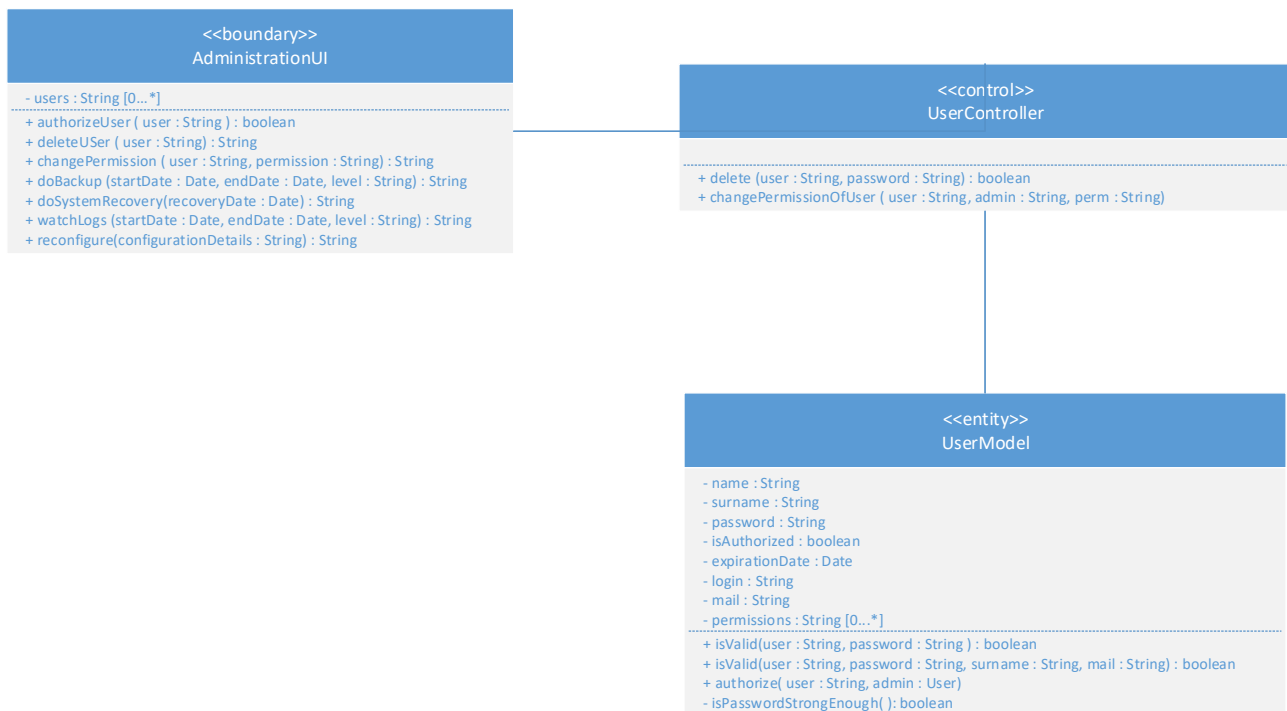 <<boundary>>
AdministrationUI
- users : String [0...*]
+ authorizeUser ( user : String ) : boolean
+ deleteUSer ( user : String) : String
+ changePermission ( user : String, permission : String) : String
+ doBackup (startDate : Date, endDate : Date, level : String) : String
+ doSystemRecovery(recoveryDate : Date) : String
+ watchLogs (startDate : Date, endDate : Date, level : String) : String
+ reconfigure(configurationDetails : String) : String
<<control>>
UserController
+ delete (user : String, password : String) : boolean
+ changePermissionOfUser ( user : String, admin : String, perm : String)
<<entity>>
UserModel
- name : String
- surname : String
- password : String
- isAuthorized : boolean
- expirationDate : Date
- login : String
- mail : String
- permissions : String [0...*]
+ isValid(user : String, password : String ) : boolean
+ isValid(user : String, password : String, surname : String, mail : String) : boolean
+ authorize( user : String, admin : User)
- isPasswordStrongEnough( ): boolean